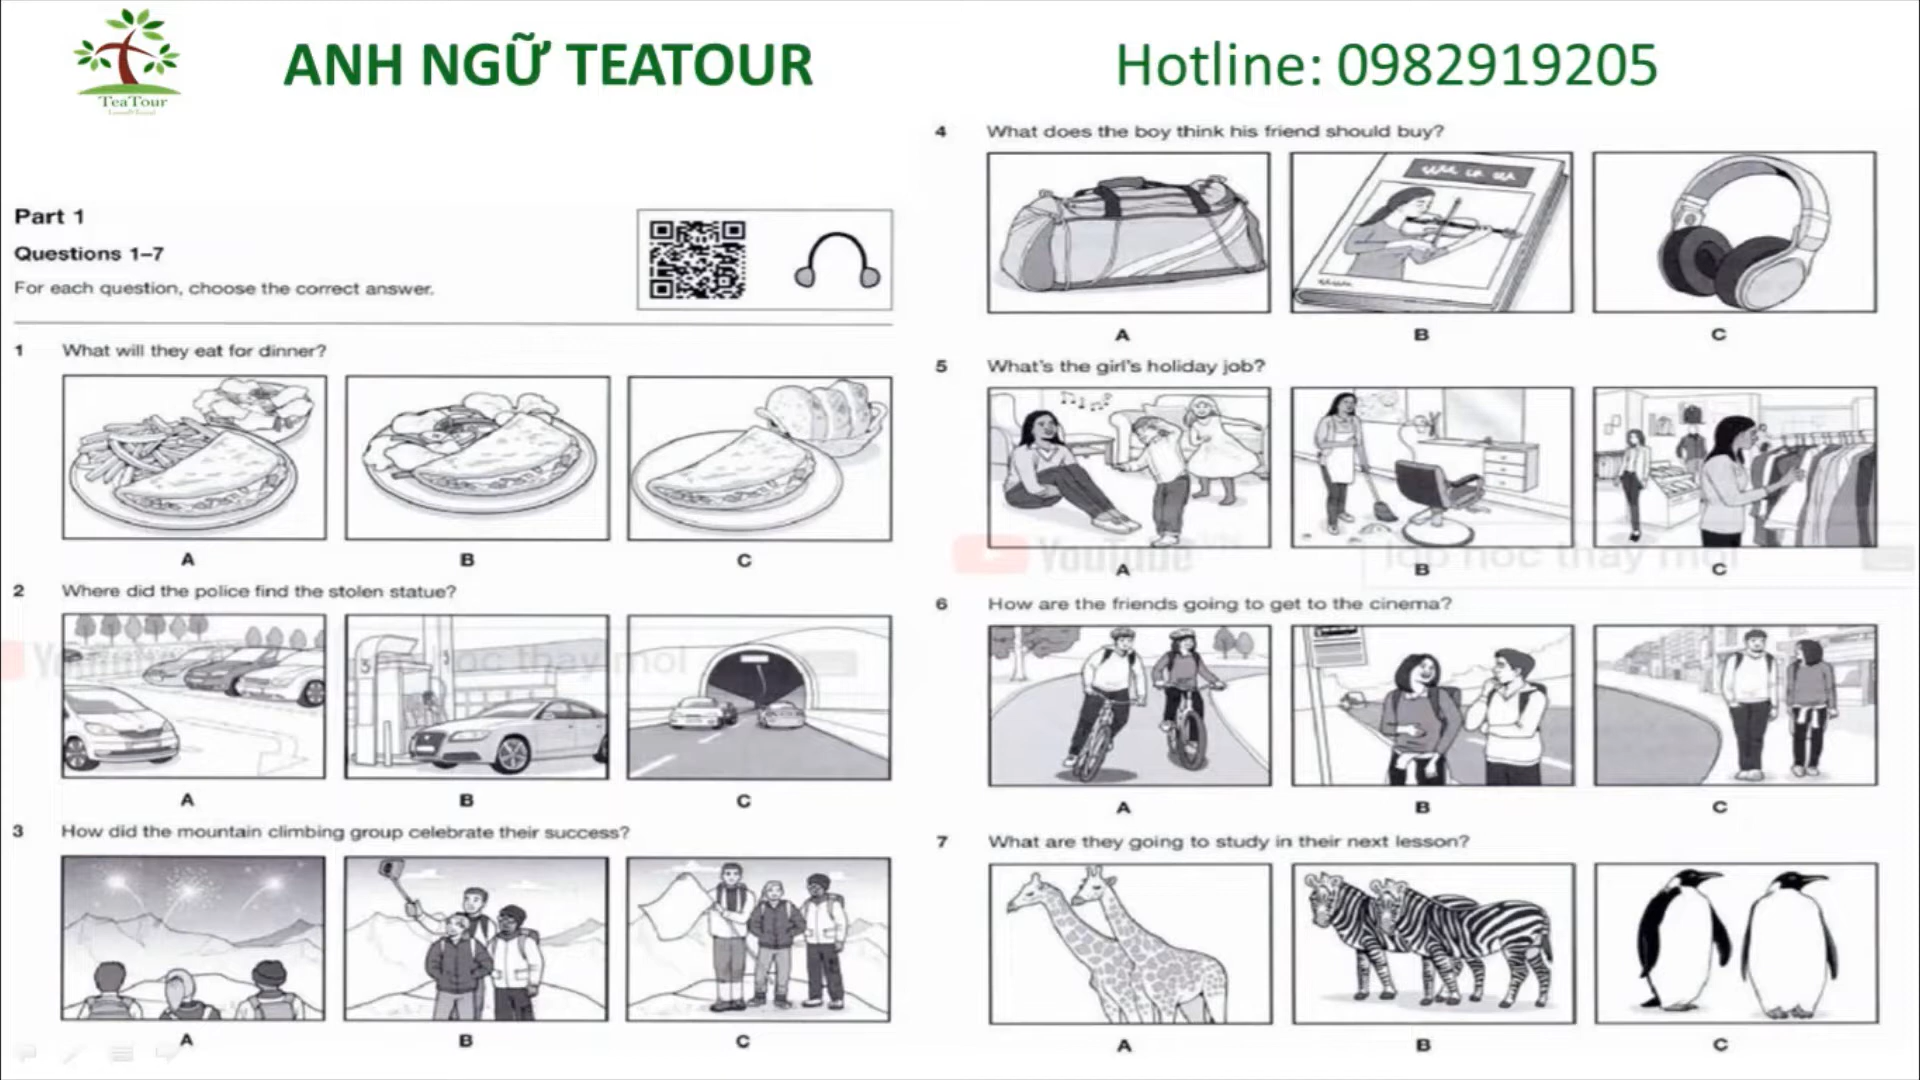 TeaTour
ANH NGỮ TEATOUR
Hotline: 0982919205
Part 1
Questions 1–7
For each question, choose the correct answer.
1 What will they eat for dinner?
A B C
2 Where did the police find the stolen statue?
A B C
3 How did the mountain climbing group celebrate their success?
A B C
4 What does the boy think his friend should buy?
A B C
5 What's the girl's holiday job?
YouTube
A B C
6 How are the friends going to get to the cinema?
A B C
7 What are they going to study in their next lesson?
A B C